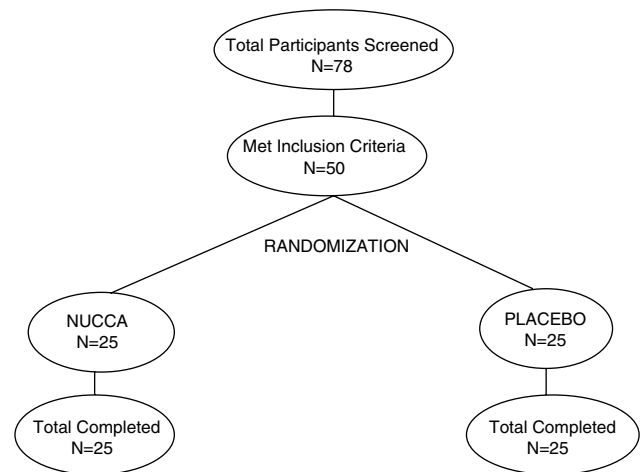 Total Participants Screened
N=78
Met Inclusion Criteria
N=50
RANDOMIZATION
NUCCA
N=25
PLACEBO
N=25
Total Completed
N=25
Total Completed
N=25